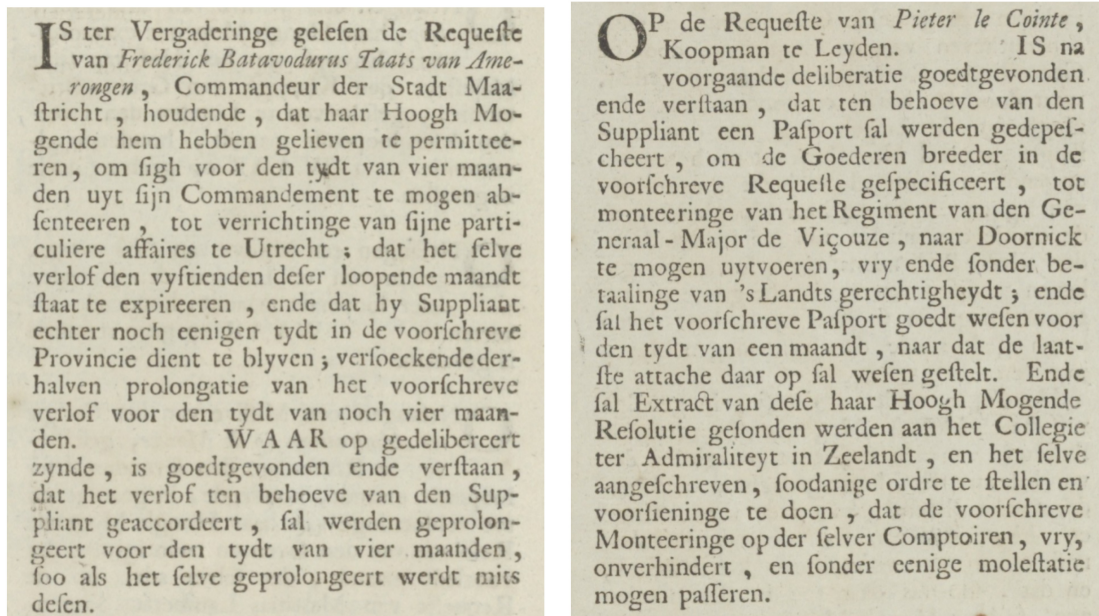 IS ter Vergaderinge gelesen de Requeste
van Frederick Batavodurus Taats van Ame-
rongen, Commandeur der Stadt Maa-
stricht, houdende, dat haar Hoogh Mo-
gende hem hebben gelieven te permittee-
ren, om sigh voor den tydt van vier maan-
den uyt sijn Commandement te mogen ab-
senteeren, tot verrichtinge van sijne parti-
culiere affaires te Utrecht; dat het selve
verlof den vyftienden deser loopende maandt
staat te expireeren, ende dat hy Suppliant
echter noch eenigen tydt in de voorschreve
Provincie dient te blyven; versoeckende der-
halven prolongatie van het voorschreve
verlof voor den tydt van noch vier maan-
den. WAAR op gedelibereert
zynde, is goedtgevonden ende verstaan,
dat het verlof ten behoeve van den Sup-
pliant geaccordeert, sal werden geprolon-
geert voor den tydt van vier maanden,
soo als het selve geprolongeert werdt mits
desen.
OP de Requeste van Pieter le Cointe,
Koopman te Leyden. IS na
voorgaande deliberatie goedtgevonden
ende verstaan, dat ten behoeve van den
Suppliant een Pasport sal werden gedepes-
cheert, om de Goederen breeder in de
voorschreve Requeste gespecificeert, tot
monteeringe van het Regiment van den Ge-
neraal-Major de Viçouze, naar Doornick
te mogen uytvoeren, vry ende sonder be-
taalinge van 's Landts gerechtigheydt; ende
sal het voorschreve Pasport goedt wesen voor
den tydt van een maandt, naar dat de laat-
ste attache daar op sal wesen gestelt. Ende
sal Extract van dese haar Hoogh Mogende
Resolutie gesonden werden aan het Collegie
ter Admiraliteyt in Zeelandt, en het selve
aangeschreven, soodanige ordre te stellen en
voorsieninge te doen, dat de voorschreve
Monteeringe op der selver Comptoiren, vry,
onverhindert, en sonder eenige molestatie
mogen passeren.